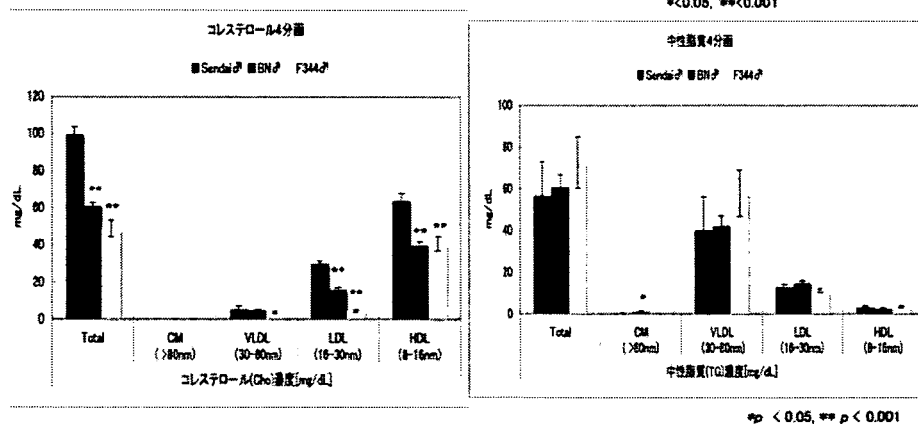 *<0.05, **<0.001
コレステロール4分画
■Sendai♂ ■BN♂ F344♂
120
100
80
60
40
20
0
mg/dL
** **
*
** **
** **
Total CM VLDL LDL HDL
(>80nm) (30-80nm) (16-30nm) (8-16nm)
コレステロール(Cho)濃度[mg/dL]
中性脂質4分画
■Sendai♂ ■BN♂ F344♂
100
80
60
40
20
0
mg/dL
*
*
*
Total CM VLDL LDL HDL
(>80nm) (30-80nm) (16-30nm) (8-16nm)
中性脂質(TG)濃度[mg/dL]
*p < 0.05, ** p < 0.001